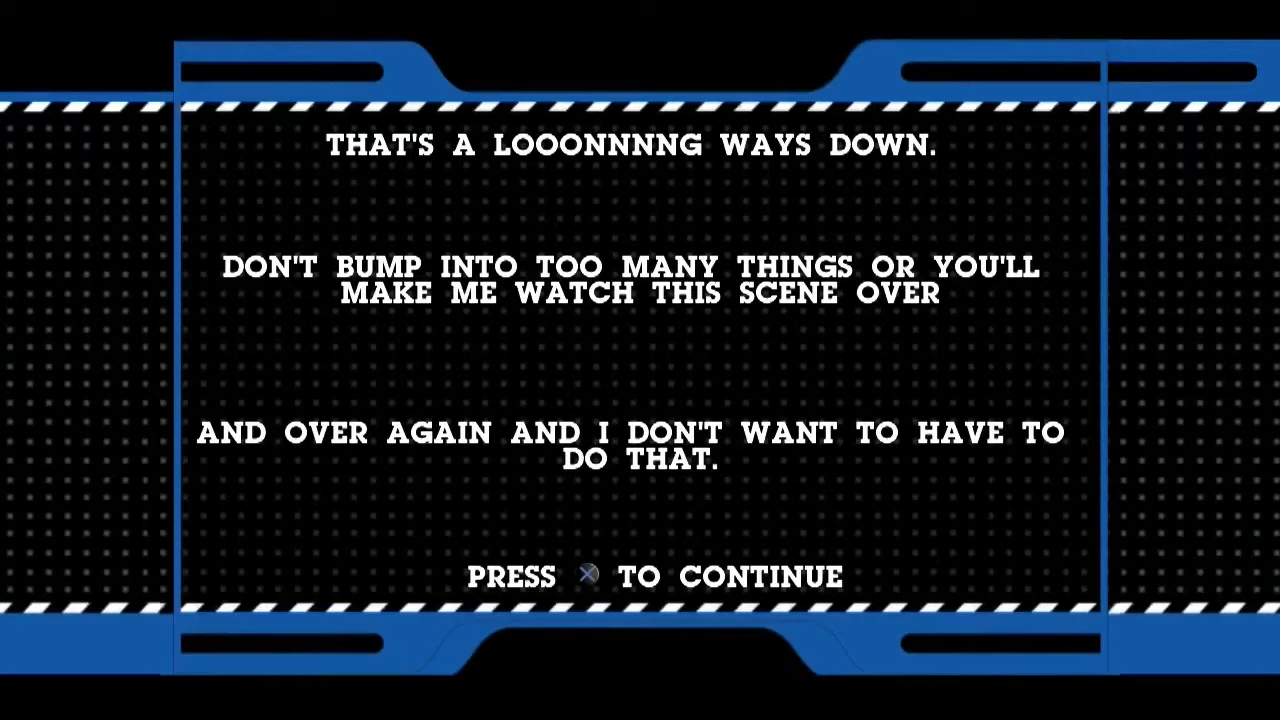 THAT'S A LOOONNNNG WAYS DOWN.
DON'T BUMP INTO TOO MANY THINGS OR YOU'LL
MAKE ME WATCH THIS SCENE OVER
AND OVER AGAIN AND I DON'T WANT TO HAVE TO
DO THAT.
PRESS TO CONTINUE